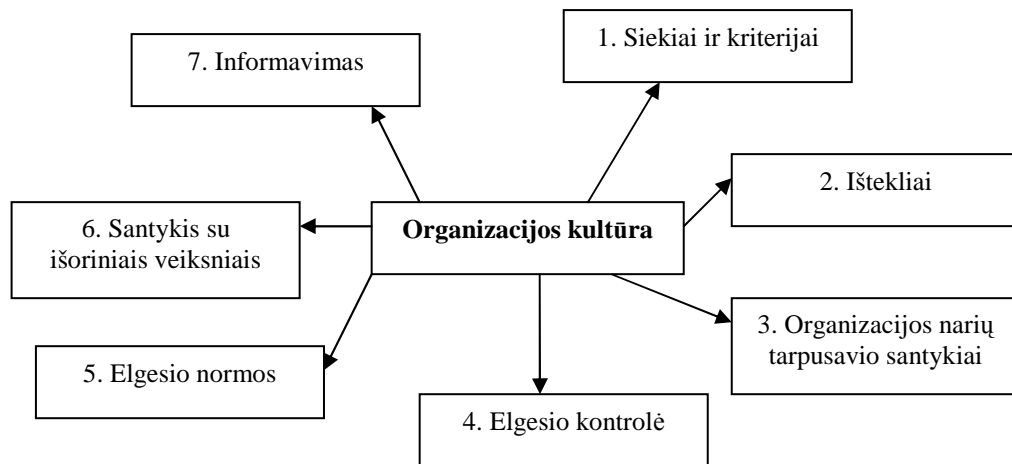 1. Siekiai ir kriterijai
7. Informavimas
2. Ištekliai
Organizacijos kultūra
6. Santykis su
išoriniais veiksniais
3. Organizacijos narių
tarpusavio santykiai
5. Elgesio normos
4. Elgesio kontrolė